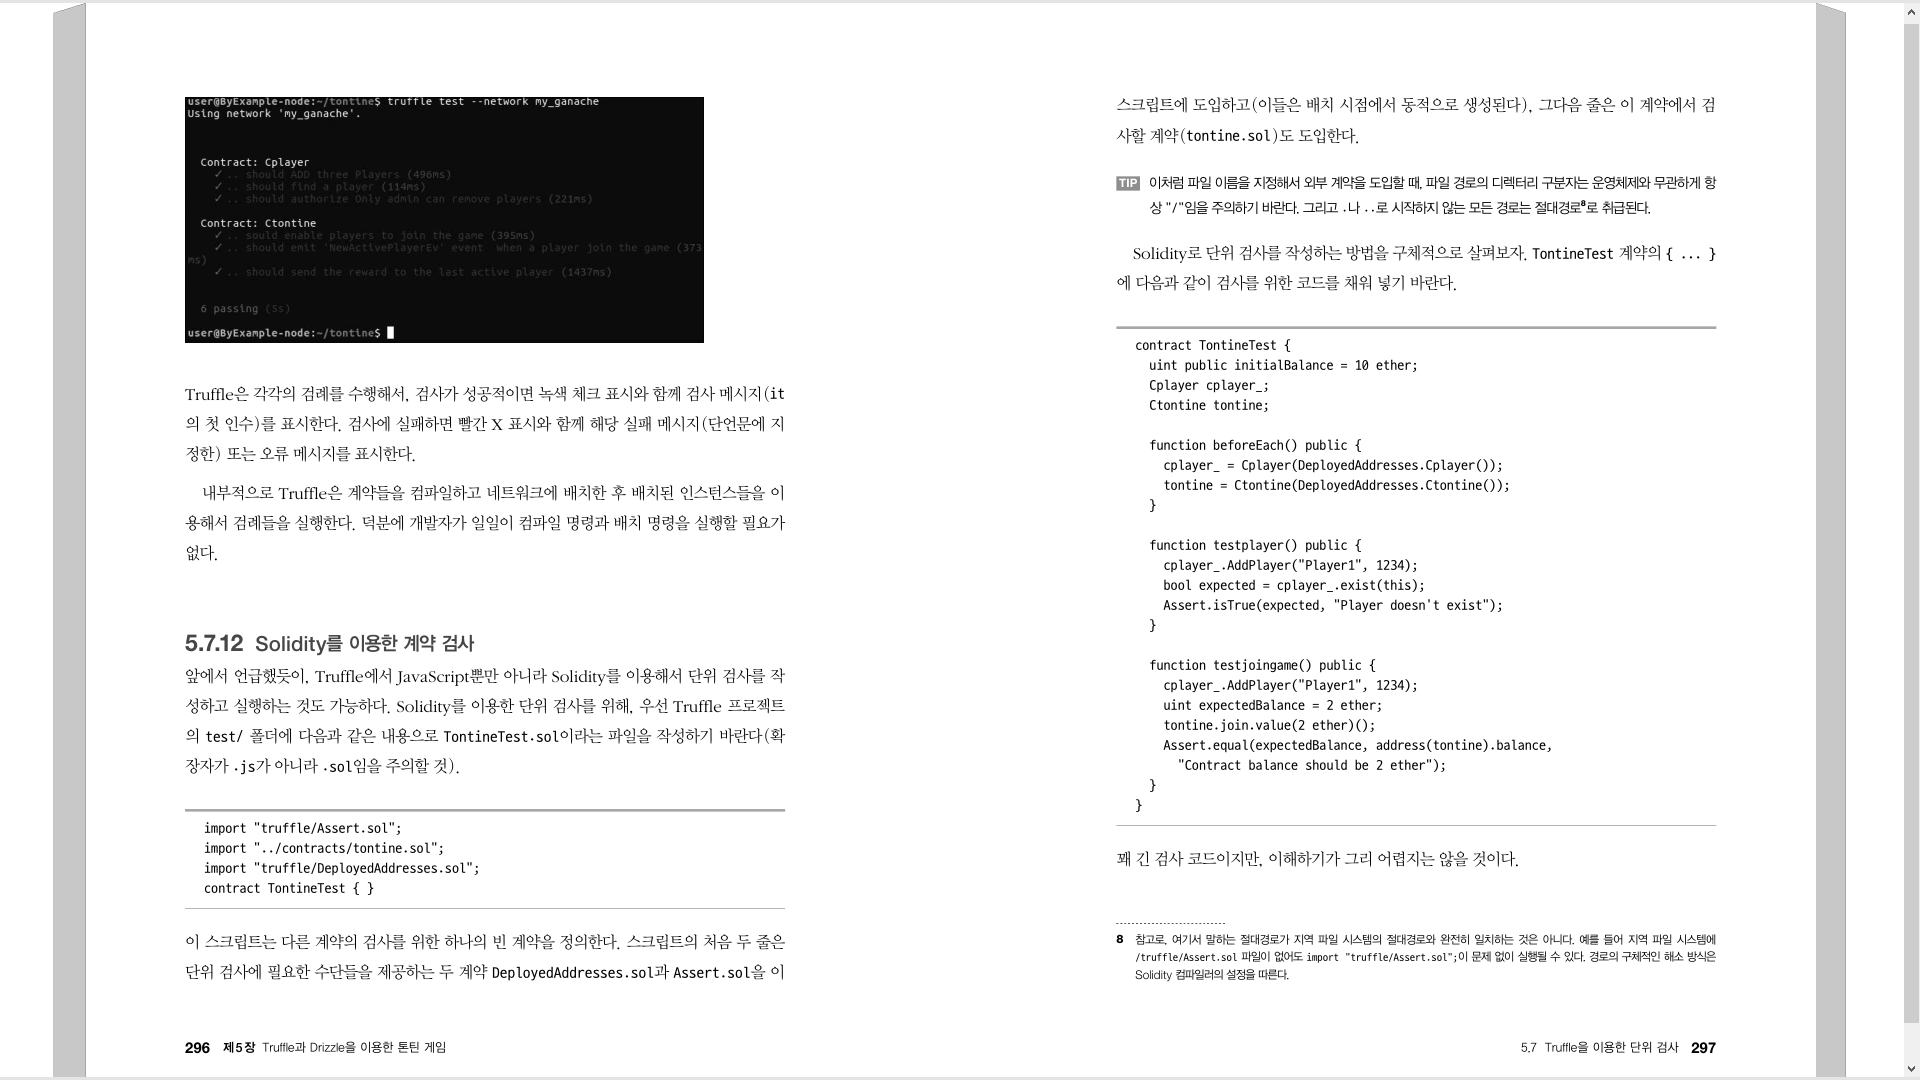 user@ByExample-node:~/tontine$ truffle test --network my_ganache
Using network 'my_ganache'.
Contract: Cplayer
✓ .. should ADD three Players (496ms)
✓ .. should find a player (114ms)
✓ .. should authorize Only admin can remove players (221ms)
Contract: Ctontine
✓ .. sould enable players to join the game (395ms)
✓ .. should emit 'NewActivePlayerEv' event  when a player join the game (373
ms)
✓ .. should send the reward to the last active player (1437ms)
6 passing (5s)
user@ByExample-node:~/tontine$
Truffle은 각각의 검례를 수행해서, 검사가 성공적이면 녹색 체크 표시와 함께 검사 메시지(it
의 첫 인수)를 표시한다. 검사에 실패하면 빨간 X 표시와 함께 해당 실패 메시지(단언문에 지
정한) 또는 오류 메시지를 표시한다.
내부적으로 Truffle은 계약들을 컴파일하고 네트워크에 배치한 후 배치된 인스턴스들을 이
용해서 검례들을 실행한다. 덕분에 개발자가 일일이 컴파일 명령과 배치 명령을 실행할 필요가
없다.
5.7.12 Solidity를 이용한 계약 검사
앞에서 언급했듯이, Truffle에서 JavaScript뿐만 아니라 Solidity를 이용해서 단위 검사를 작
성하고 실행하는 것도 가능하다. Solidity를 이용한 단위 검사를 위해, 우선 Truffle 프로젝트
의 test/ 폴더에 다음과 같은 내용으로 TontineTest.sol이라는 파일을 작성하기 바란다(확
장자가 .js가 아니라 .sol임을 주의할 것).
import "truffle/Assert.sol";
import "../contracts/tontine.sol";
import "truffle/DeployedAddresses.sol";
contract TontineTest { }
이 스크립트는 다른 계약의 검사를 위한 하나의 빈 계약을 정의한다. 스크립트의 처음 두 줄은
단위 검사에 필요한 수단들을 제공하는 두 계약 DeployedAddresses.sol과 Assert.sol을 이
296 제5장 Truffle과 Drizzle을 이용한 톤틴 게임
스크립트에 도입하고(이들은 배치 시점에서 동적으로 생성된다), 그다음 줄은 이 계약에서 검
사할 계약(tontine.sol)도 도입한다.
TIP 이처럼 파일 이름을 지정해서 외부 계약을 도입할 때, 파일 경로의 디렉터리 구분자는 운영체제와 무관하게 항
상 "/"임을 주의하기 바란다. 그리고 .나 ..로 시작하지 않는 모든 경로는 절대경로8로 취급된다.
Solidity로 단위 검사를 작성하는 방법을 구체적으로 살펴보자. TontineTest 계약의 { ... }
에 다음과 같이 검사를 위한 코드를 채워 넣기 바란다.
contract TontineTest {
uint public initialBalance = 10 ether;
Cplayer cplayer_;
Ctontine tontine;
function beforeEach() public {
cplayer_ = Cplayer(DeployedAddresses.Cplayer());
tontine = Ctontine(DeployedAddresses.Ctontine());
}
function testplayer() public {
cplayer_.AddPlayer("Player1", 1234);
bool expected = cplayer_.exist(this);
Assert.isTrue(expected, "Player doesn't exist");
}
function testjoingame() public {
cplayer_.AddPlayer("Player1", 1234);
uint expectedBalance = 2 ether;
tontine.join.value(2 ether)();
Assert.equal(expectedBalance, address(tontine).balance,
"Contract balance should be 2 ether");
}
}
꽤 긴 검사 코드이지만, 이해하기가 그리 어렵지는 않을 것이다.
8 참고로, 여기서 말하는 절대경로가 지역 파일 시스템의 절대경로와 완전히 일치하는 것은 아니다. 예를 들어 지역 파일 시스템에
/truffle/Assert.sol 파일이 없어도 import "truffle/Assert.sol";이 문제 없이 실행될 수 있다. 경로의 구체적인 해소 방식은
Solidity 컴파일러의 설정을 따른다.
5.7 Truffle을 이용한 단위 검사 297